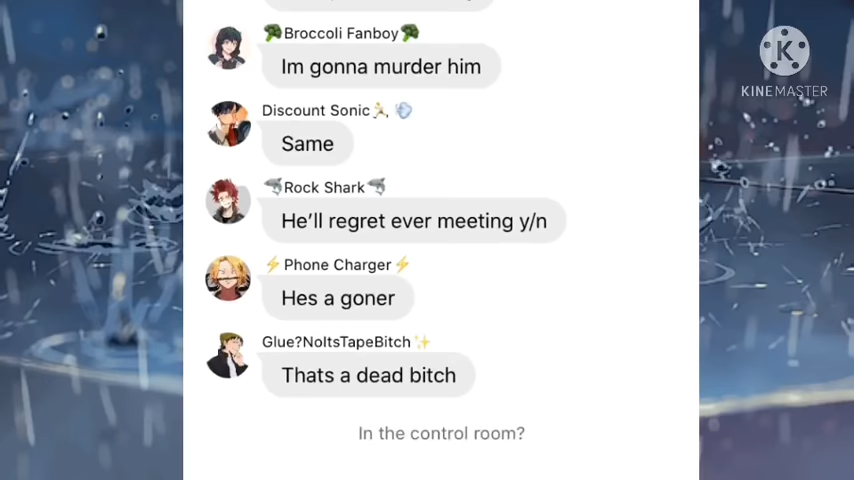 🥦Broccoli Fanboy🥦
Im gonna murder him
Discount Sonic🏃💨
Same
🦈Rock Shark🦈
He’ll regret ever meeting y/n
⚡Phone Charger⚡
Hes a goner
Glue?NoItsTapeBitch✨
Thats a dead bitch
In the control room?
K
KINEMASTER